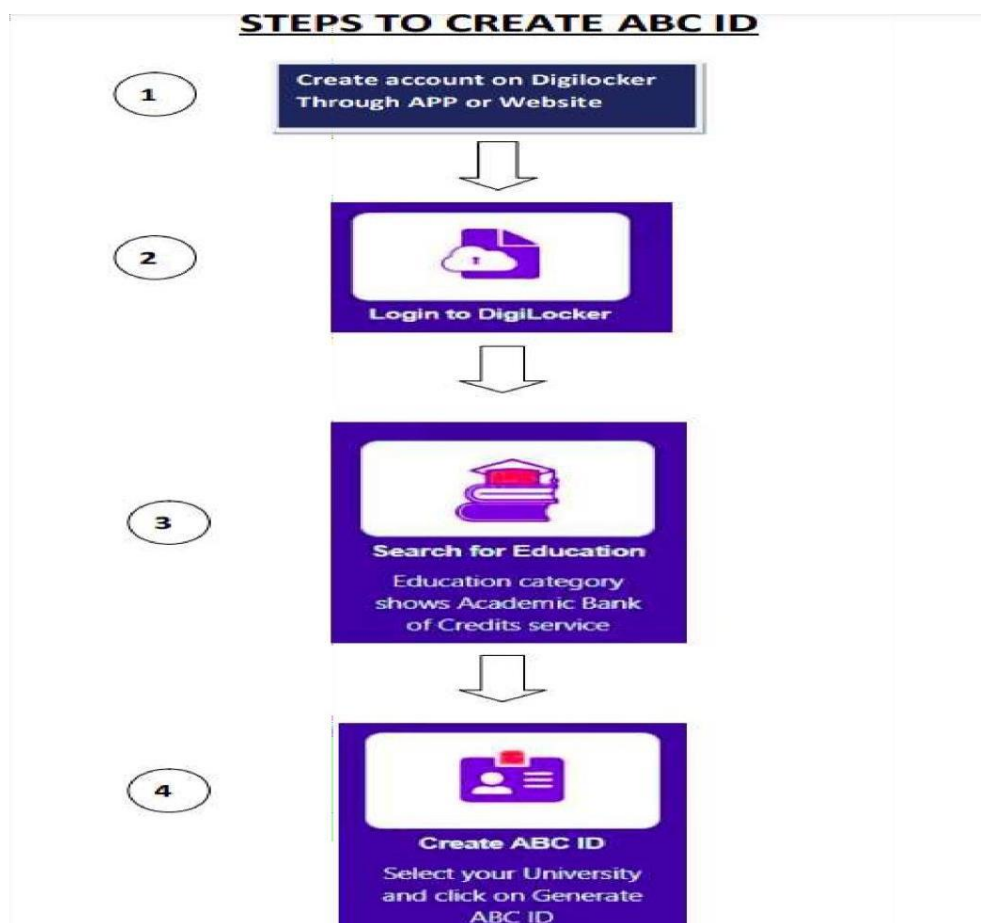 STEPS TO CREATE ABC ID
1
Create account on Digilocker
Through APP or Website
2
Login to DigiLocker
3
Search for Education
Education category
shows Academic Bank
of Credits service
4
Create ABC ID
Select your University
and click on Generate
ABC ID